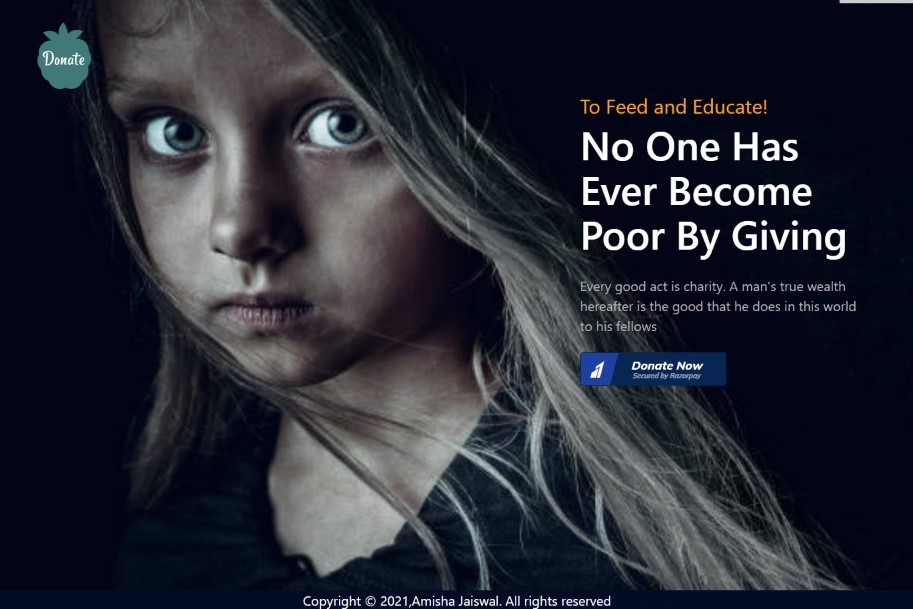 Donate
To Feed and Educate!
No One Has
Ever Become
Poor By Giving
Every good act is charity. A man's true wealth
hereafter is the good that he does in this world
to his fellows
Donate Now
Secured by Razorpay
Copyright © 2021,Amisha Jaiswal. All rights reserved